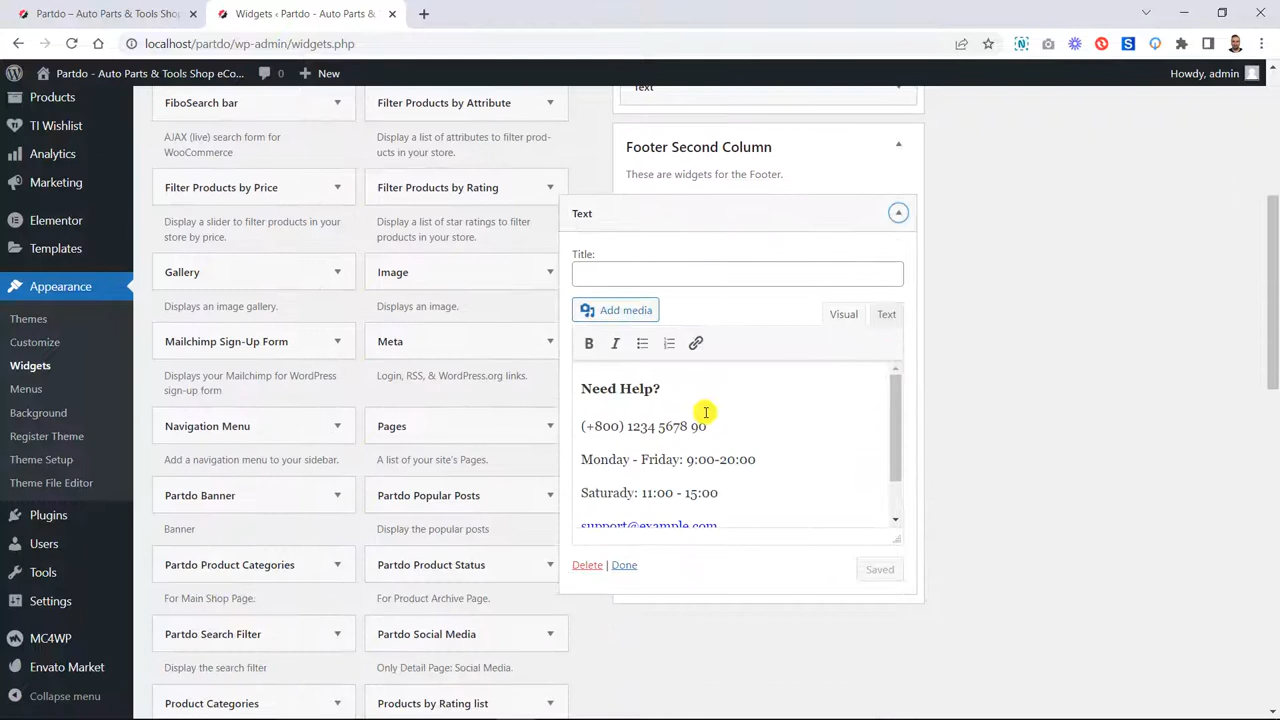 Partdo – Auto Parts & Tools Shop
Widgets ‹ Partdo - Auto Parts &
localhost/partdo/wp-admin/widgets.php
Partdo - Auto Parts & Tools Shop eCo...
0
New
Howdy, admin
Products
TI Wishlist
Analytics
Marketing
Elementor
Templates
Appearance
Themes
Customize
Widgets
Menus
Background
Register Theme
Theme Setup
Theme File Editor
Plugins
Users
Tools
Settings
MC4WP
Envato Market
Collapse menu
FiboSearch bar
AJAX (live) search form for
WooCommerce
Filter Products by Attribute
Display a list of attributes to filter prod-
ucts in your store.
Filter Products by Price
Display a slider to filter products in your
store by price.
Filter Products by Rating
Display a list of star ratings to filter
products in your store.
Gallery
Displays an image gallery.
Image
Displays an image.
Mailchimp Sign-Up Form
Displays your Mailchimp for WordPress
sign-up form
Meta
Login, RSS, & WordPress.org links.
Navigation Menu
Add a navigation menu to your sidebar.
Pages
A list of your site's Pages.
Partdo Banner
Banner
Partdo Popular Posts
Display the popular posts
Partdo Product Categories
For Main Shop Page.
Partdo Product Status
For Product Archive Page.
Partdo Search Filter
Display the search filter
Partdo Social Media
Only Detail Page: Social Media.
Product Categories
Products by Rating list
Text
Footer Second Column
These are widgets for the Footer.
Text
Title:
Add media
Visual
Text
B
I
Need Help?
(+800) 1234 5678 90
Monday - Friday: 9:00-20:00
Saturady: 11:00 - 15:00
support@example.com
Delete | Done
Saved